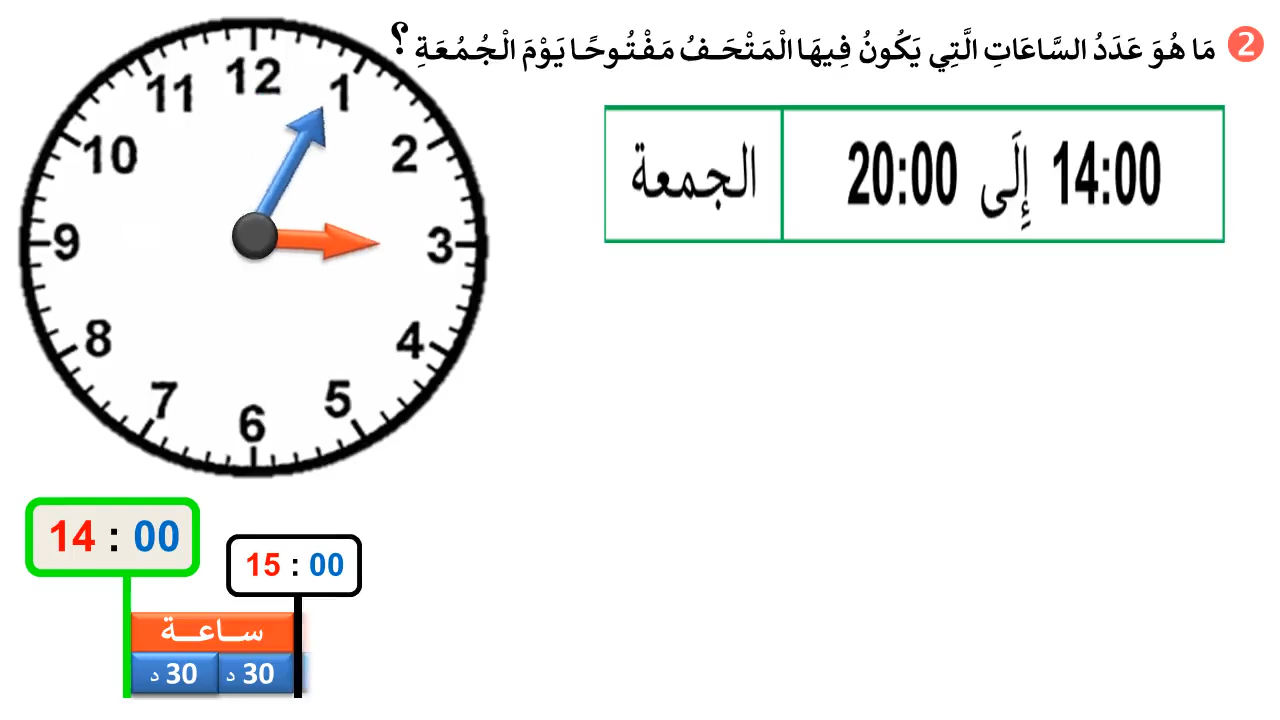 2 مَا هُوَ عَدَدُ السَّاعَاتِ الَّتِي يَكُونُ فِيهَا الْمَتْحَفُ مَفْتُوحًا يَوْمَ الْجُمُعَةِ ؟
14:00 إِلَى 20:00
الجمعة
12
1
2
3
4
5
6
7
8
9
10
11
14 : 00
15 : 00
ســاعــة
30 د
30 د